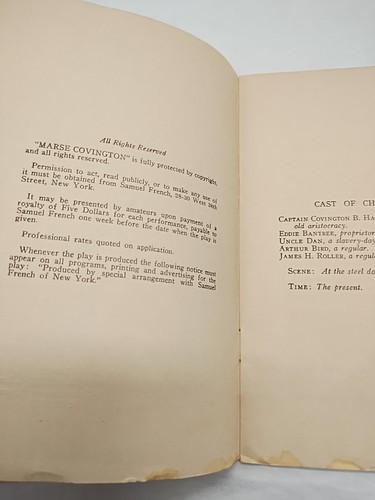 All Rights Reserved
"MARSE COVINGTON" is fully protected by copyright,
and all rights reserved.
Permission to act, read publicly, or to make any use of
it must be obtained from Samuel French, 28-30 West 38th
Street, New York.
It may be presented by amateurs upon payment of a
royalty of Five Dollars for each performance, payable to
Samuel French one week before the date when the play is
given.
Professional rates quoted on application.
Whenever the play is produced the following notice must
appear on all programs, printing and advertising for the
play: "Produced by special arrangement with Samuel
French of New York."
CAST OF CH
CAPTAIN COVINGTON B. HA
old aristocracy.
EDDIE BANTREE, proprietor
UNCLE DAN, a slavery-day
ARTHUR BIRD, a regular.
JAMES H. ROLLER, a regula
SCENE: At the steel do
TIME: The present.